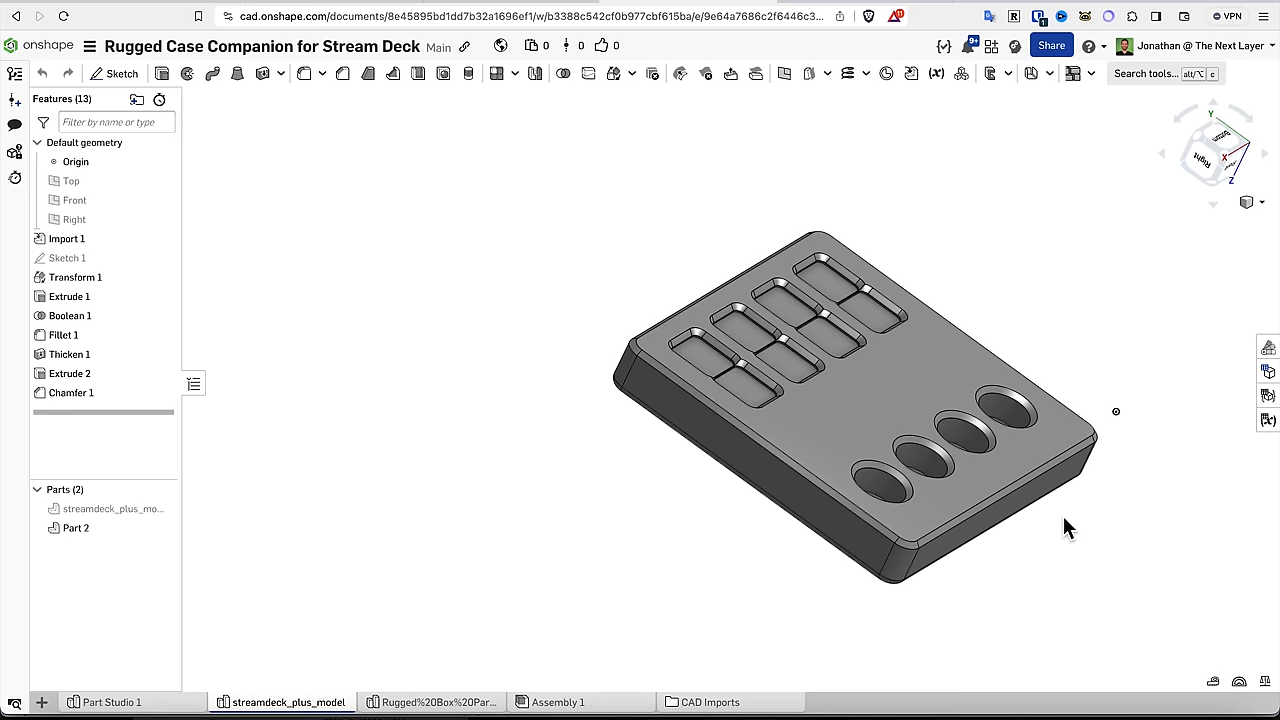 cad.onshape.com/documents/8e45895bd1dd7b32a1696ef1/w/b3388c542cf0b977cbf615ba/e/9e64a7686c2f6446c3...
VPN
onshape Rugged Case Companion for Stream Deck Main 0 0 0 9+ Share Jonathan @ The Next Layer
Sketch Search tools... alt/⌥ c
Features (13)
Filter by name or type
Default geometry
Origin
Top
Front
Right
Import 1
Sketch 1
Transform 1
Extrude 1
Boolean 1
Fillet 1
Thicken 1
Extrude 2
Chamfer 1
Parts (2)
streamdeck_plus_mo...
Part 2
Y
X
Z
Right
Part Studio 1 streamdeck_plus_model Rugged%20Box%20Par... Assembly 1 CAD Imports